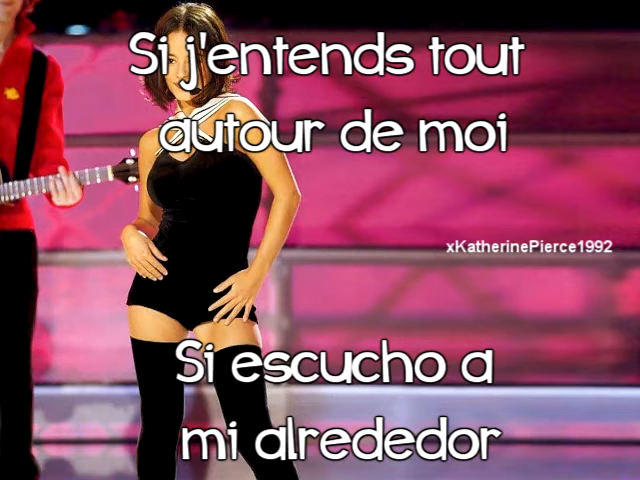 Si j'entends tout
autour de moi
xKatherinePierce1992
Si escucho a
mi alrededor